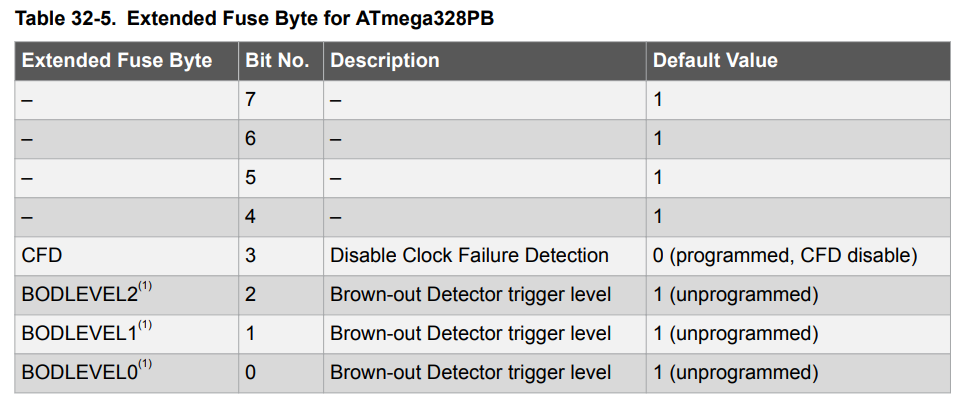 Table 32-5. Extended Fuse Byte for ATmega328PB
Extended Fuse Byte Bit No. Description Default Value
– 7 – 1
– 6 – 1
– 5 – 1
– 4 – 1
CFD 3 Disable Clock Failure Detection 0 (programmed, CFD disable)
BODLEVEL2(1) 2 Brown-out Detector trigger level 1 (unprogrammed)
BODLEVEL1(1) 1 Brown-out Detector trigger level 1 (unprogrammed)
BODLEVEL0(1) 0 Brown-out Detector trigger level 1 (unprogrammed)